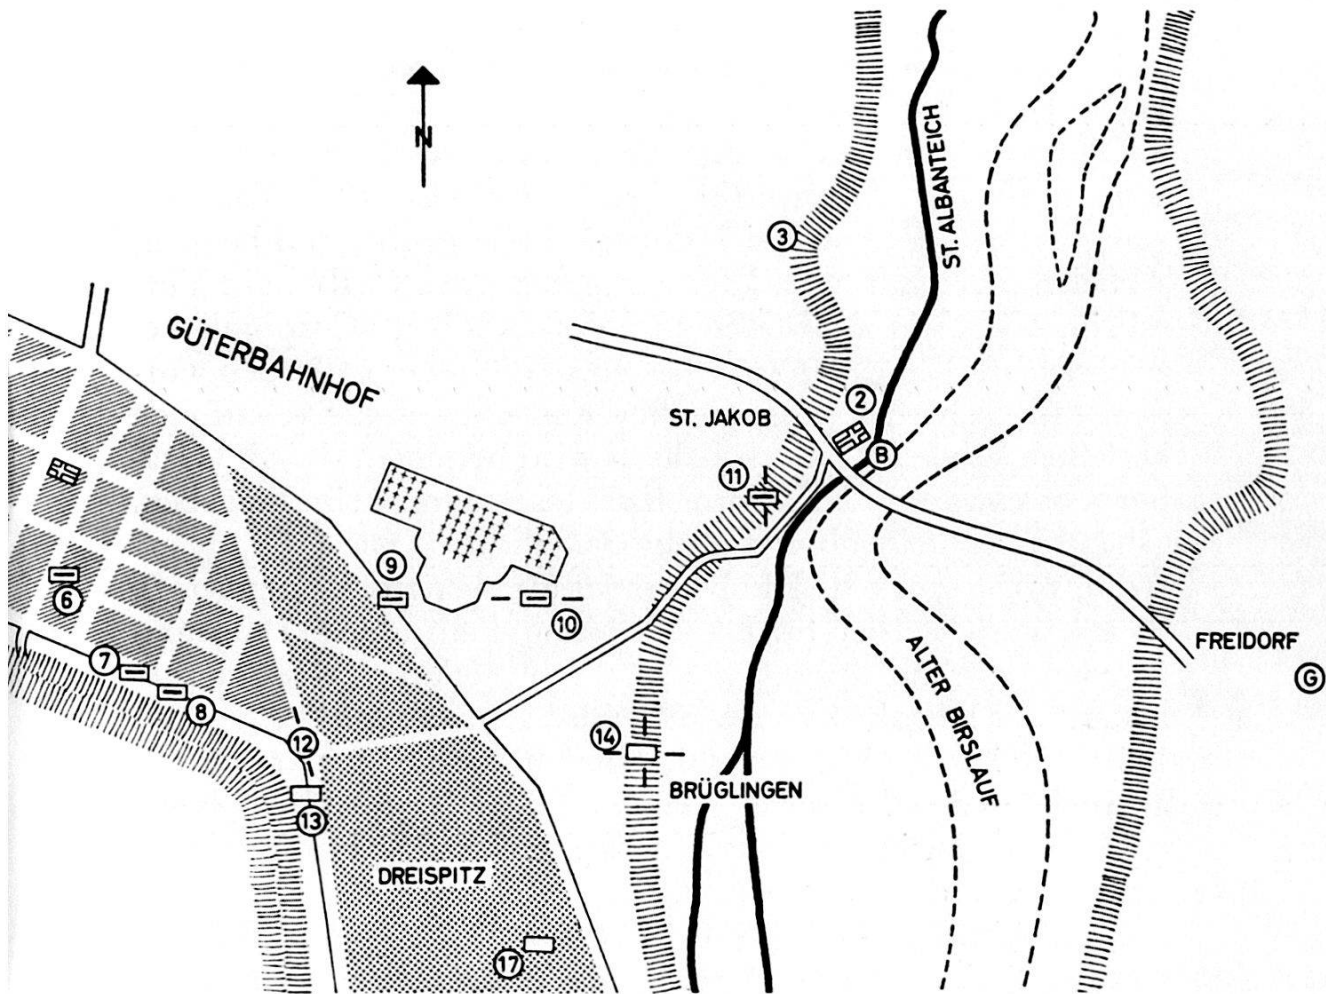 N
ST. ALBANTEICH
3
GÜTERBAHNHOF
2
ST. JAKOB
B
11
9
6
10
FREIDORF
7
G
8
ALTER BIRSLAUF
12
14
BRÜGLINGEN
13
DREISPITZ
17